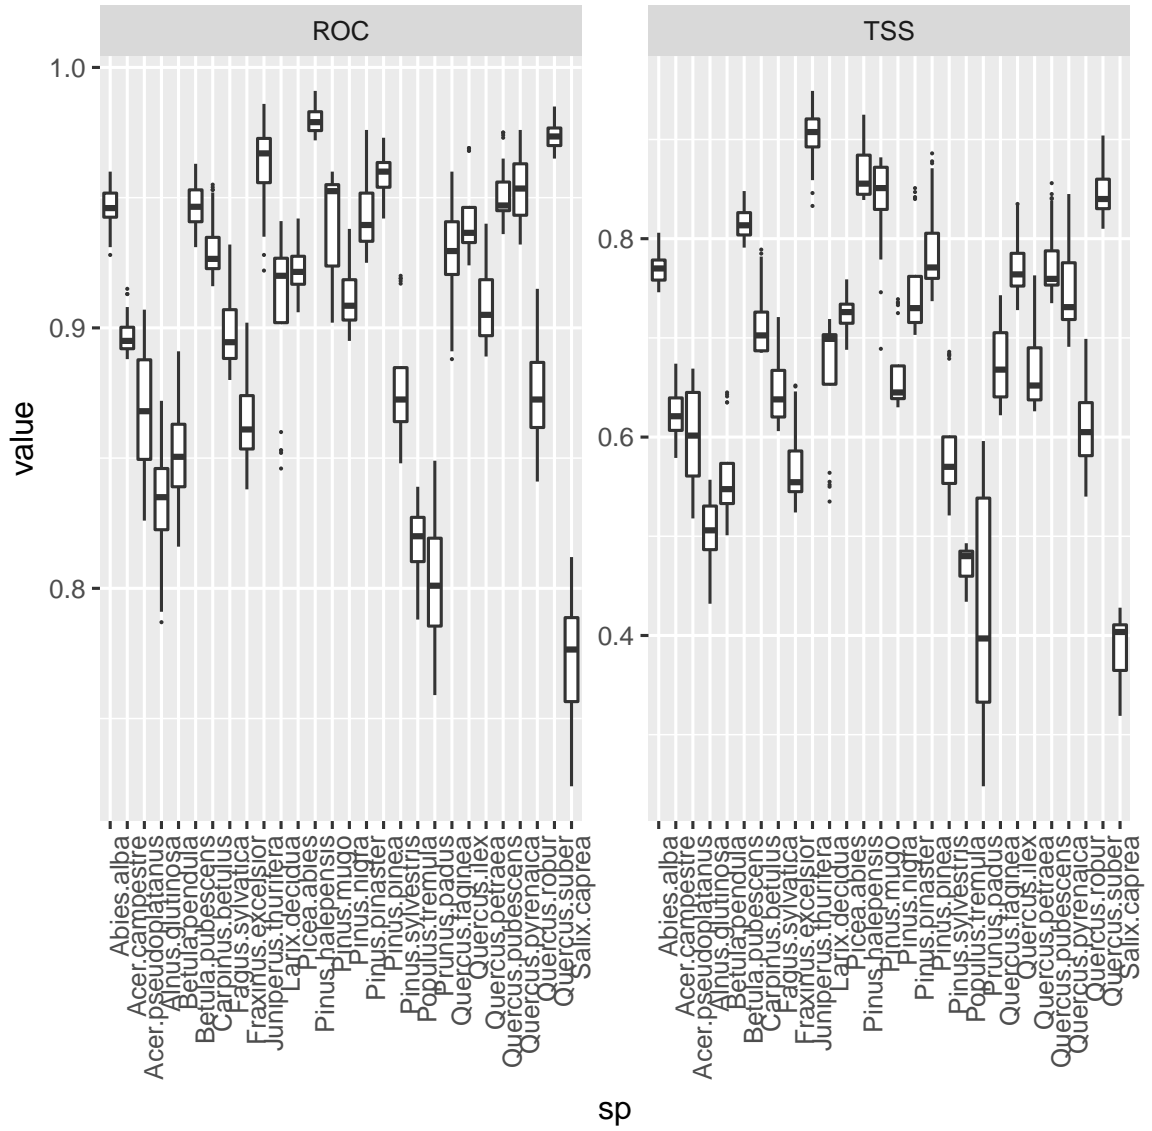 ROC
TSS
value
1.0
0.9
0.8
0.8
0.6
0.4
Abies.alba
Acer.campestre
Acer.pseudoplatanus
Alnus.glutinosa
Betula.pendula
Betula.pubescens
Carpinus.betulus
Fagus.sylvatica
Fraxinus.excelsior
Juniperus.thurifera
Larix.decidua
Picea.abies
Pinus.halepensis
Pinus.mugo
Pinus.nigra
Pinus.pinaster
Pinus.pinea
Pinus.sylvestris
Populus.tremula
Prunus.padus
Quercus.faginea
Quercus.ilex
Quercus.petraea
Quercus.pubescens
Quercus.pyrenaica
Quercus.robur
Quercus.suber
Salix.caprea
Abies.alba
Acer.campestre
Acer.pseudoplatanus
Alnus.glutinosa
Betula.pendula
Betula.pubescens
Carpinus.betulus
Fagus.sylvatica
Fraxinus.excelsior
Juniperus.thurifera
Larix.decidua
Picea.abies
Pinus.halepensis
Pinus.mugo
Pinus.nigra
Pinus.pinaster
Pinus.pinea
Pinus.sylvestris
Populus.tremula
Prunus.padus
Quercus.faginea
Quercus.ilex
Quercus.petraea
Quercus.pubescens
Quercus.pyrenaica
Quercus.robur
Quercus.suber
Salix.caprea
sp